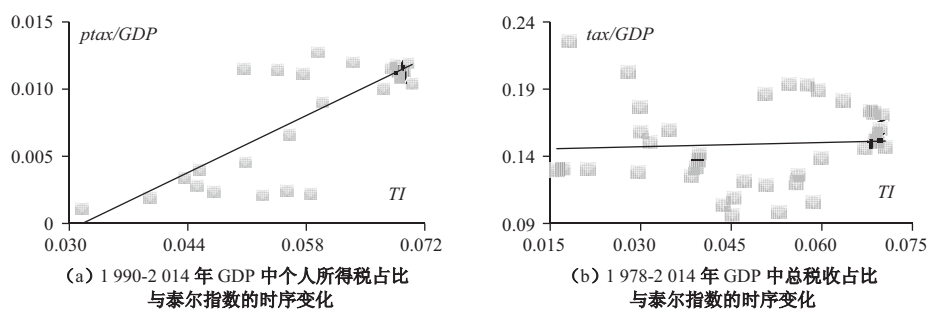 0.015
ptax/GDP
0.010
0.005
TI
0
0.030 0.044 0.058 0.072
(a) 1 990-2 014 年 GDP 中个人所得税占比
与泰尔指数的时序变化
0.24
tax/GDP
0.19
0.14
TI
0.09
0.015 0.030 0.045 0.060 0.075
(b) 1 978-2 014 年 GDP 中总税收占比
与泰尔指数的时序变化